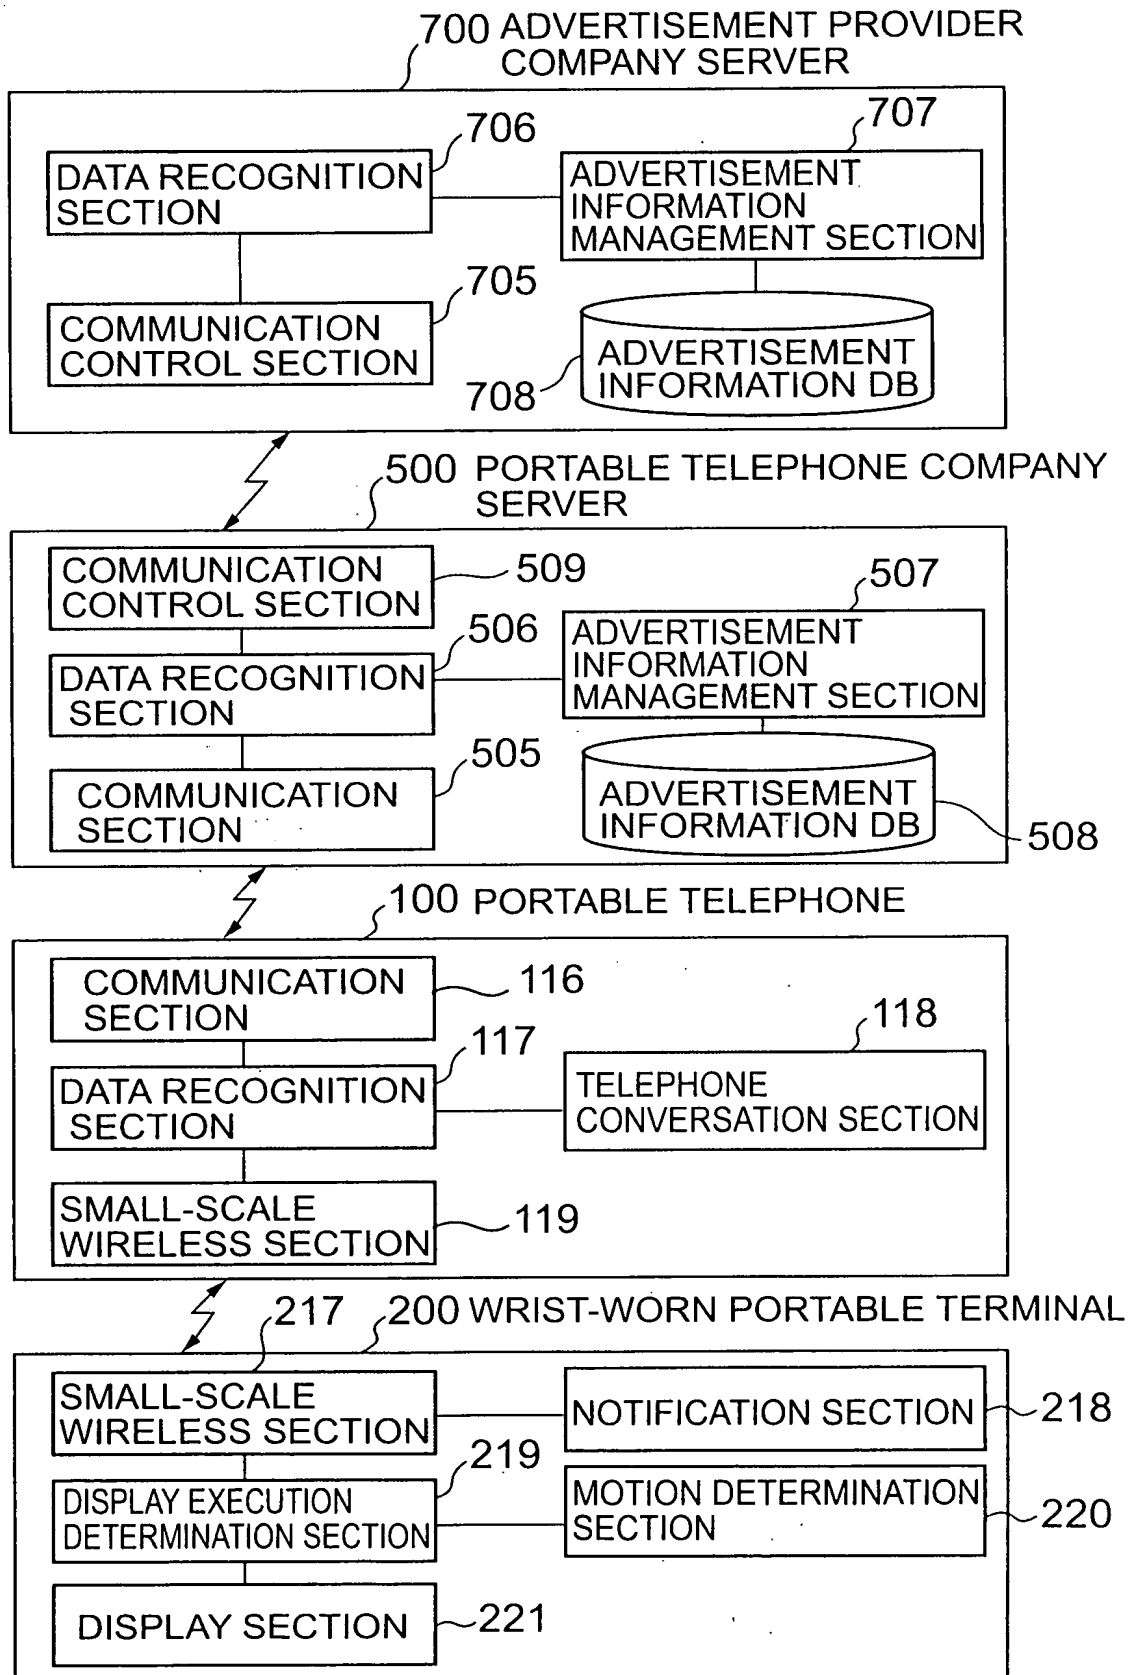 700 ADVERTISEMENT PROVIDER
COMPANY SERVER
706
707
DATA RECOGNITION
SECTION
ADVERTISEMENT
INFORMATION
MANAGEMENT SECTION
705
COMMUNICATION
CONTROL SECTION
ADVERTISEMENT
INFORMATION DB
708
500 PORTABLE TELEPHONE COMPANY
SERVER
COMMUNICATION
CONTROL SECTION
509
507
506
ADVERTISEMENT
INFORMATION
MANAGEMENT SECTION
DATA RECOGNITION
SECTION
505
COMMUNICATION
SECTION
ADVERTISEMENT
INFORMATION DB
508
100 PORTABLE TELEPHONE
COMMUNICATION
SECTION
116
117
118
DATA RECOGNITION
SECTION
TELEPHONE
CONVERSATION SECTION
SMALL-SCALE
WIRELESS SECTION
119
217
200 WRIST-WORN PORTABLE TERMINAL
SMALL-SCALE
WIRELESS SECTION
NOTIFICATION SECTION
218
219
DISPLAY EXECUTION
DETERMINATION SECTION
MOTION DETERMINATION
SECTION
220
DISPLAY SECTION
221